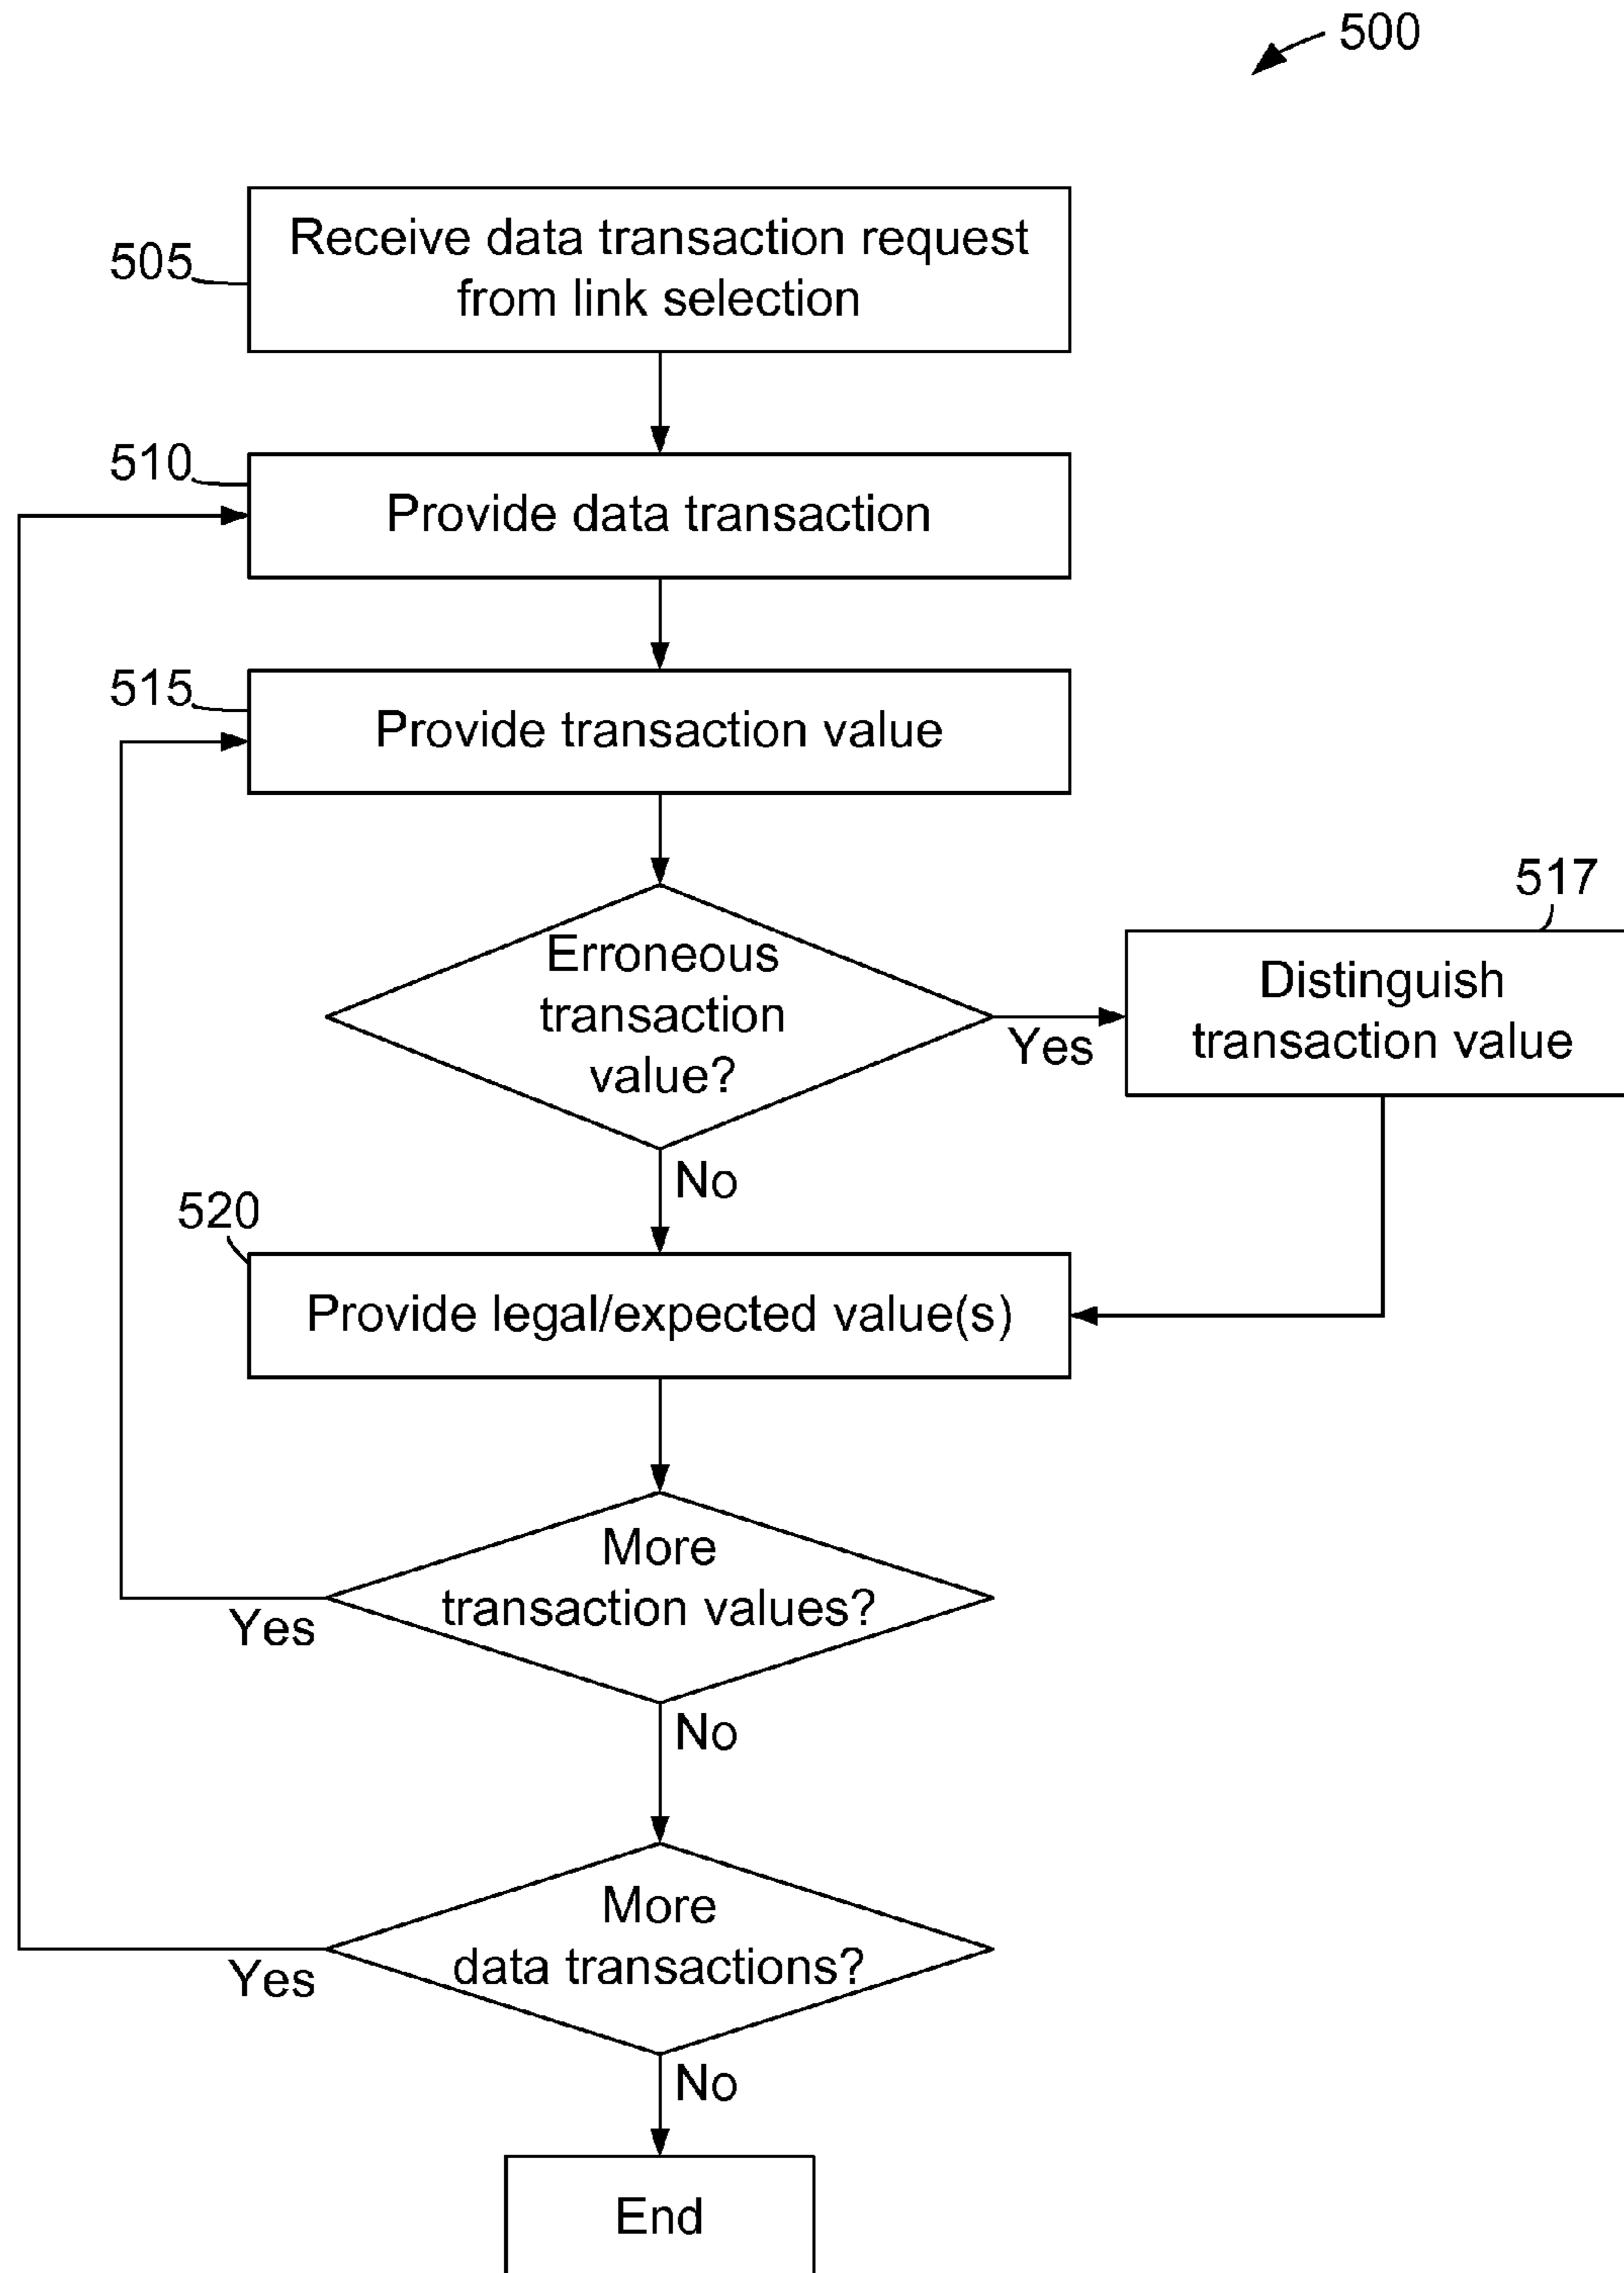 500
505
Receive data transaction request
from link selection
510
Provide data transaction
515
Provide transaction value
Erroneous
transaction
value?
Yes
517
Distinguish
transaction value
No
520
Provide legal/expected value(s)
More
transaction values?
Yes
No
More
data transactions?
Yes
No
End